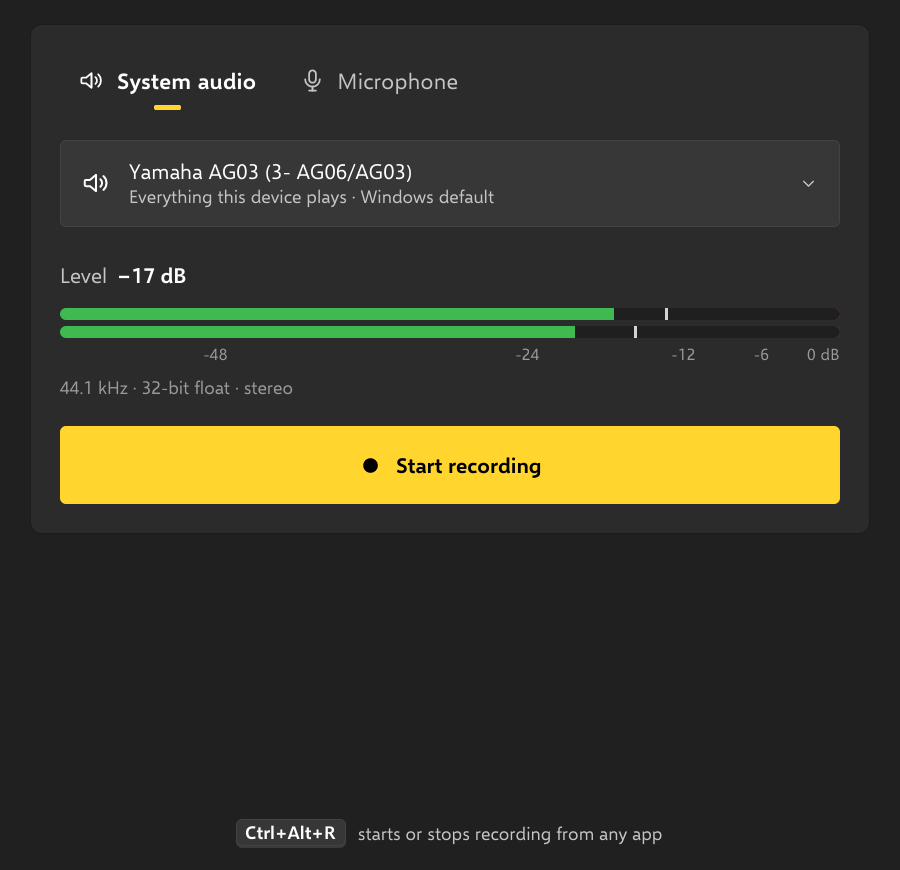 System audio Microphone
Yamaha AG03 (3- AG06/AG03)
Everything this device plays · Windows default
Level −17 dB
-48 -24 -12 -6 0 dB
44.1 kHz · 32-bit float · stereo
Start recording
Ctrl+Alt+R starts or stops recording from any app